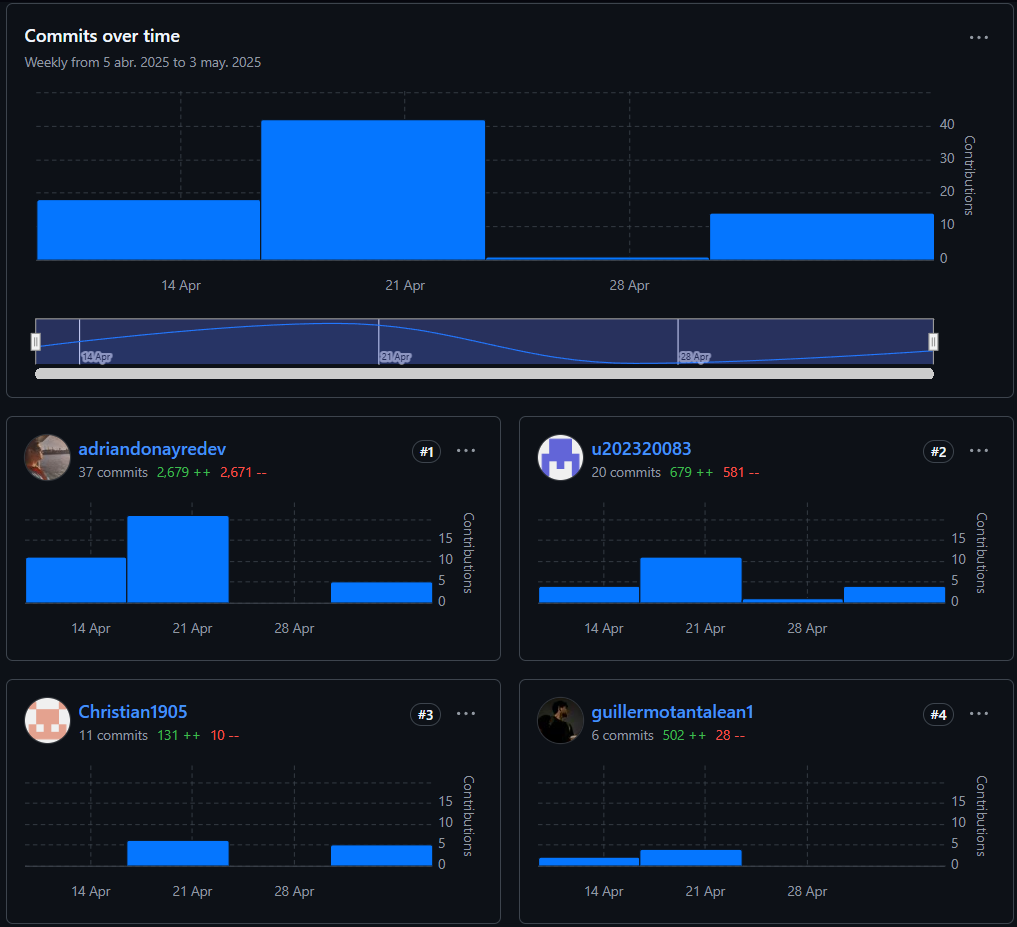 Commits over time
Weekly from 5 abr. 2025 to 3 may. 2025
40
30
20
10
0
Contributions
14 Apr
21 Apr
28 Apr
14 Apr
21 Apr
28 Apr
adriandonayredev
#1
37 commits 2,679 ++ 2,671 --
15
10
5
0
Contributions
14 Apr
21 Apr
28 Apr
u202320083
#2
20 commits 679 ++ 581 --
15
10
5
0
Contributions
14 Apr
21 Apr
28 Apr
Christian1905
#3
11 commits 131 ++ 10 --
15
10
5
0
Contributions
14 Apr
21 Apr
28 Apr
guillermotantalean1
#4
6 commits 502 ++ 28 --
15
10
5
0
Contributions
14 Apr
21 Apr
28 Apr